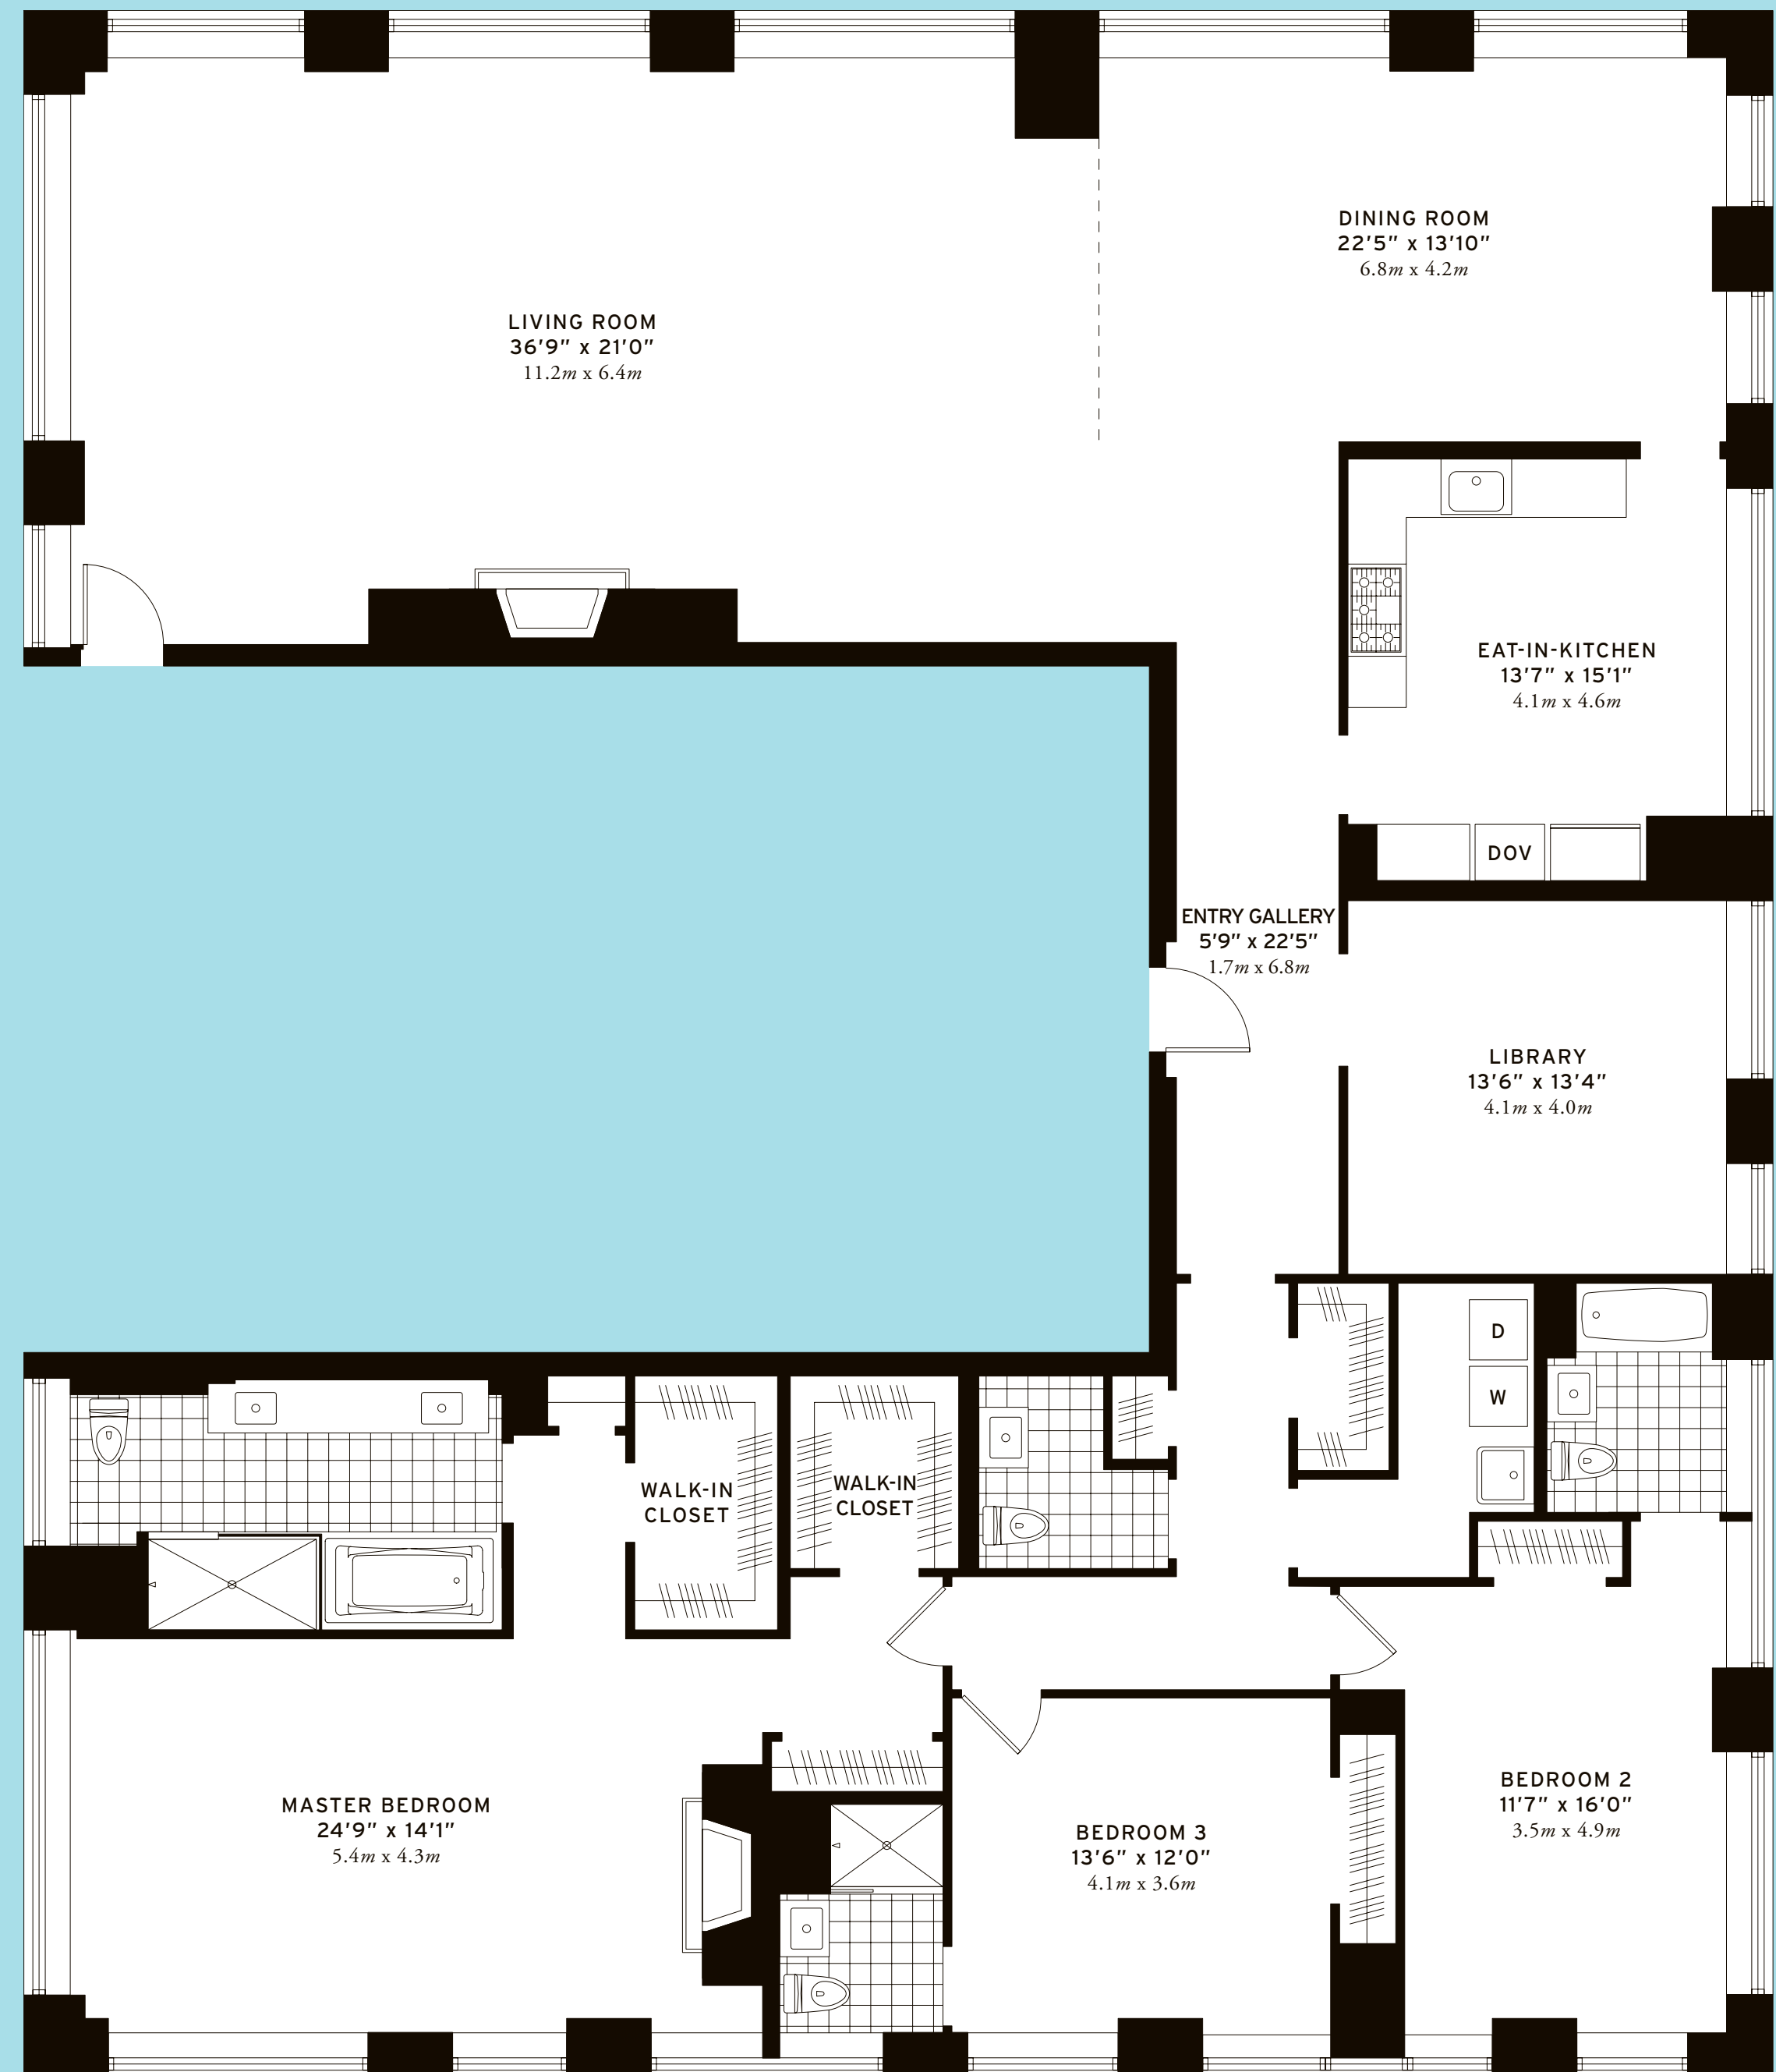 DINING ROOM
22'5" x 13'10"
6.8m x 4.2m
LIVING ROOM
36'9" x 21'0"
11.2m x 6.4m
EAT-IN-KITCHEN
13'7" x 15'1"
4.1m x 4.6m
DOV
ENTRY GALLERY
5'9" x 22'5"
1.7m x 6.8m
LIBRARY
13'6" x 13'4"
4.1m x 4.0m
D
W
WALK-IN
CLOSET
WALK-IN
CLOSET
MASTER BEDROOM
24'9" x 14'1"
5.4m x 4.3m
BEDROOM 3
13'6" x 12'0"
4.1m x 3.6m
BEDROOM 2
11'7" x 16'0"
3.5m x 4.9m